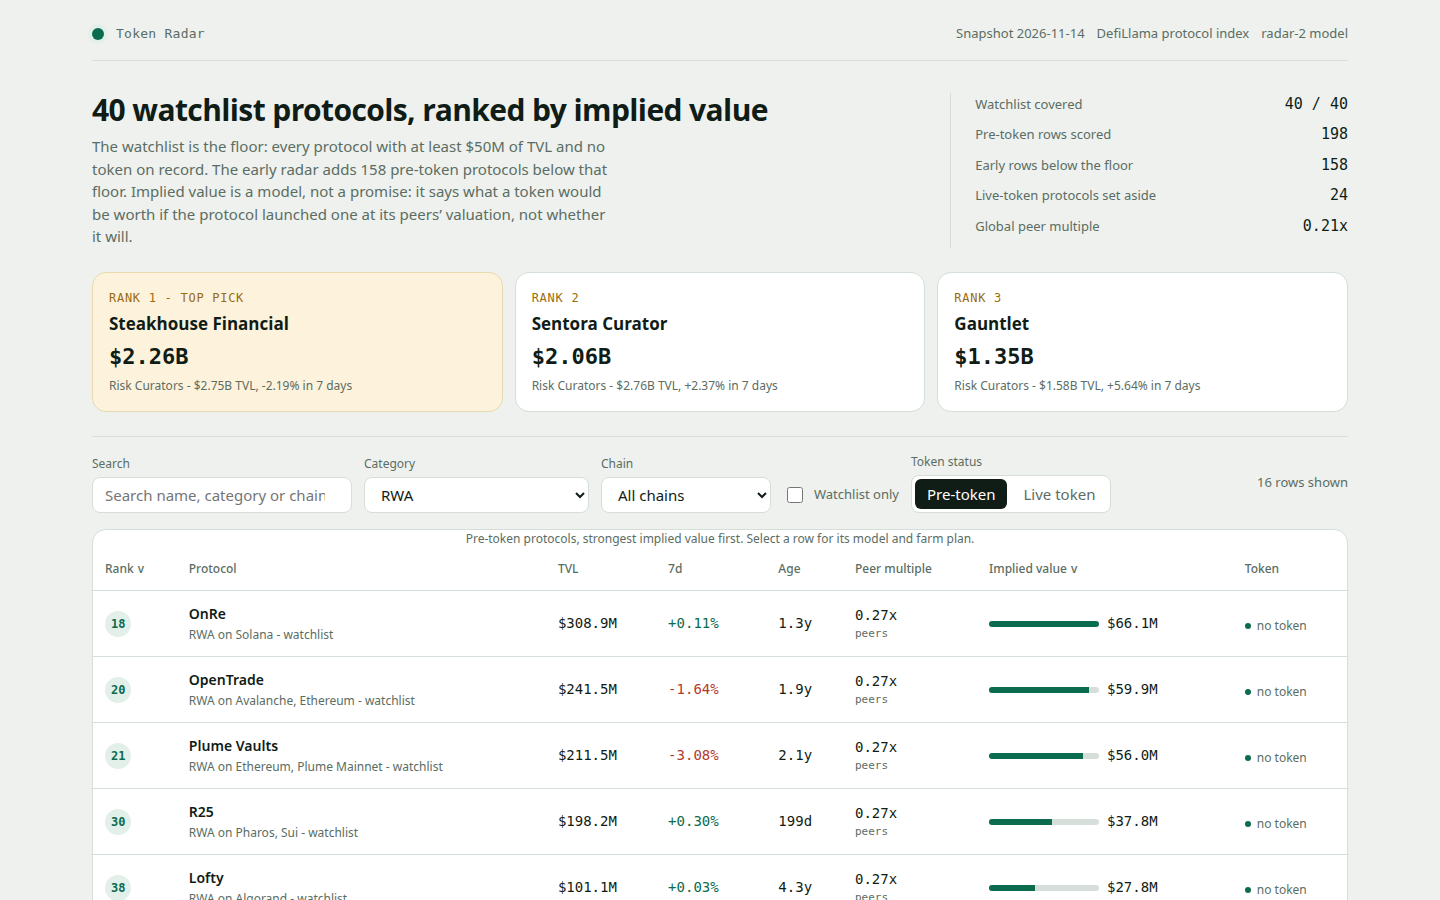 Token Radar
Snapshot 2026-11-14 DefiLlama protocol index radar-2 model
40 watchlist protocols, ranked by implied value
The watchlist is the floor: every protocol with at least $50M of TVL and no
token on record. The early radar adds 158 pre-token protocols below that
floor. Implied value is a model, not a promise: it says what a token would
be worth if the protocol launched one at its peers’ valuation, not whether
it will.
Watchlist covered 40 / 40
Pre-token rows scored 198
Early rows below the floor 158
Live-token protocols set aside 24
Global peer multiple 0.21x
RANK 1 - TOP PICK
Steakhouse Financial
$2.26B
Risk Curators - $2.75B TVL, -2.19% in 7 days
RANK 2
Sentora Curator
$2.06B
Risk Curators - $2.76B TVL, +2.37% in 7 days
RANK 3
Gauntlet
$1.35B
Risk Curators - $1.58B TVL, +5.64% in 7 days
Search
Search name, category or chain
Category
RWA
Chain
All chains
Watchlist only
Token status
Pre-token Live token
16 rows shown
Pre-token protocols, strongest implied value first. Select a row for its model and farm plan.
Rank v Protocol TVL 7d Age Peer multiple Implied value v Token
18 OnRe $308.9M +0.11% 1.3y 0.27x $66.1M no token
RWA on Solana - watchlist peers
20 OpenTrade $241.5M -1.64% 1.9y 0.27x $59.9M no token
RWA on Avalanche, Ethereum - watchlist peers
21 Plume Vaults $211.5M -3.08% 2.1y 0.27x $56.0M no token
RWA on Ethereum, Plume Mainnet - watchlist peers
30 R25 $198.2M +0.30% 199d 0.27x $37.8M no token
RWA on Pharos, Sui - watchlist peers
38 Lofty $101.1M +0.03% 4.3y 0.27x $27.8M no token
RWA on Algorand - watchlist peers